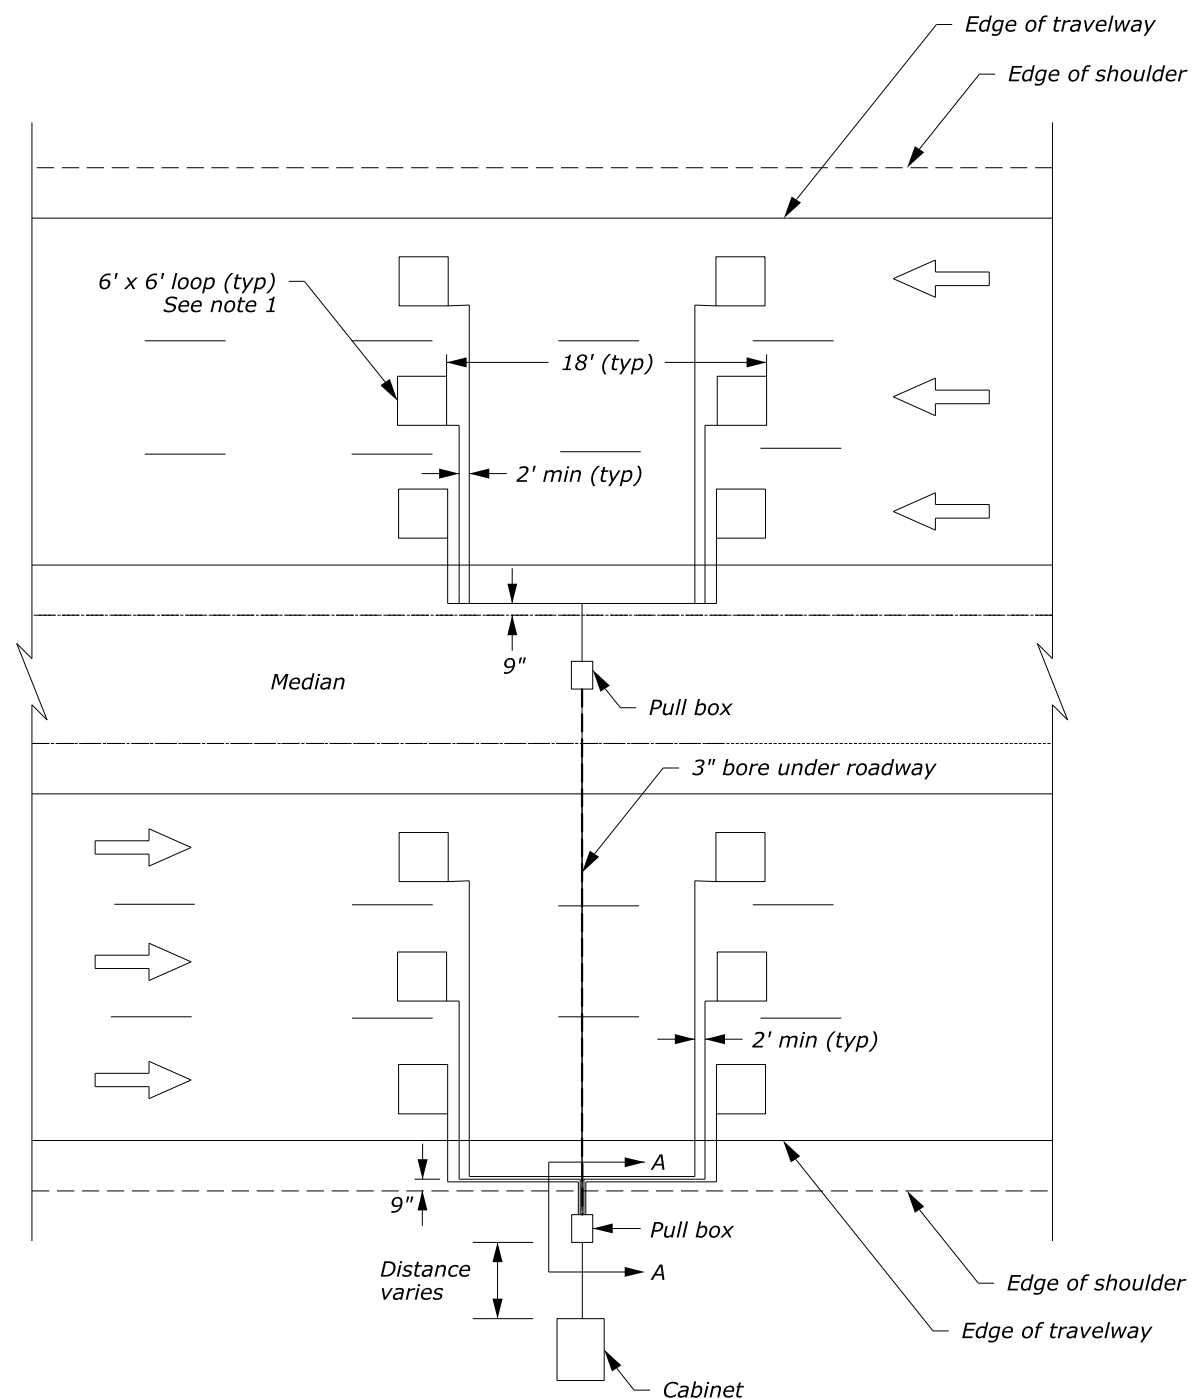 Edge of travelway
Edge of shoulder
6' x 6' loop (typ)
See note 1
18' (typ)
2' min (typ)
9"
Median
Pull box
3" bore under roadway
2' min (typ)
A
9"
Pull box
Distance
varies
A
Edge of shoulder
Edge of travelway
Cabinet